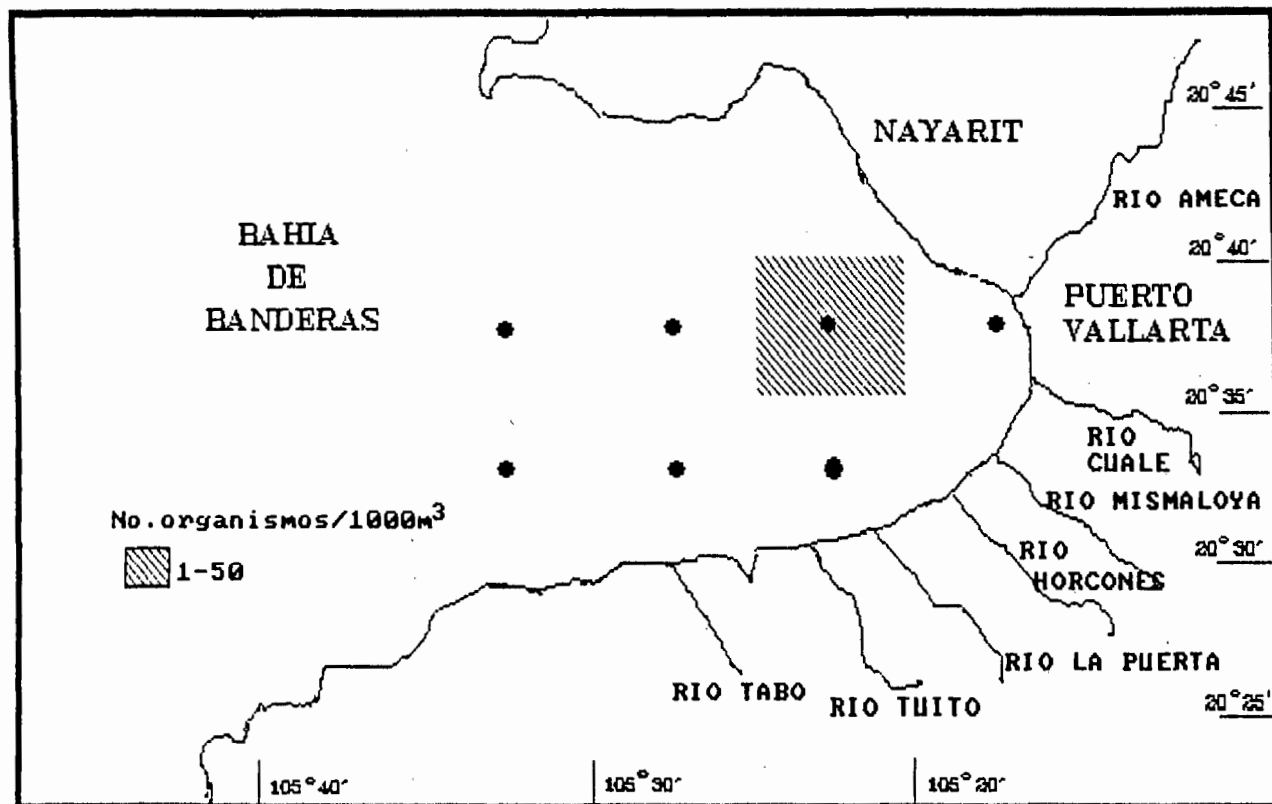 20°45'
NAYARIT
RIO AMECA
BAHIA
DE
BANDERAS
20°40'
PUERTO
VALLARTA
20°35'
RIO
CUALE
RIO MISMALOYA
No.organismos/1000m³
1-50
20°30'
RIO
HORCONES
RIO LA PUERTA
RIO TABO
RIO TUITO
20°25'
105°40'
105°30'
105°20'